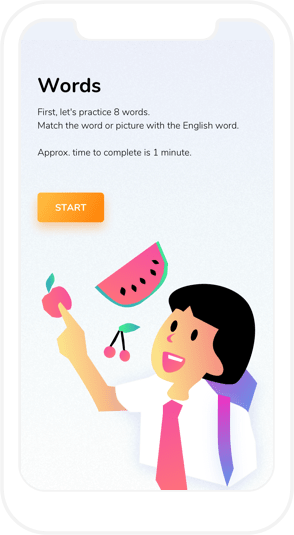 Words
First, let's practice 8 words.
Match the word or picture with the English word.
Approx. time to complete is 1 minute.
START